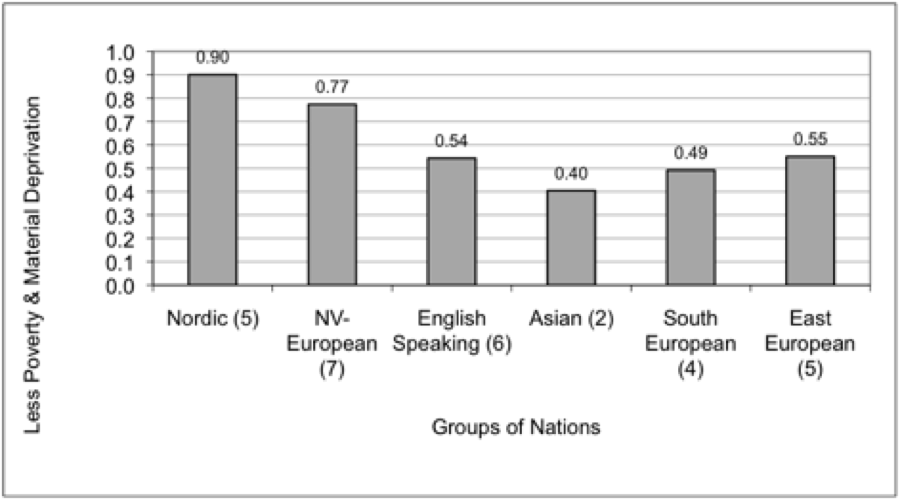 Less Poverty & Material Deprivation
1.0
0.9
0.8
0.7
0.6
0.5
0.4
0.3
0.2
0.1
0.0
0.90
0.77
0.54
0.40
0.49
0.55
Nordic (5)
NV-
European
(7)
English
Speaking (6)
Asian (2)
South
European
(4)
East
European
(5)
Groups of Nations